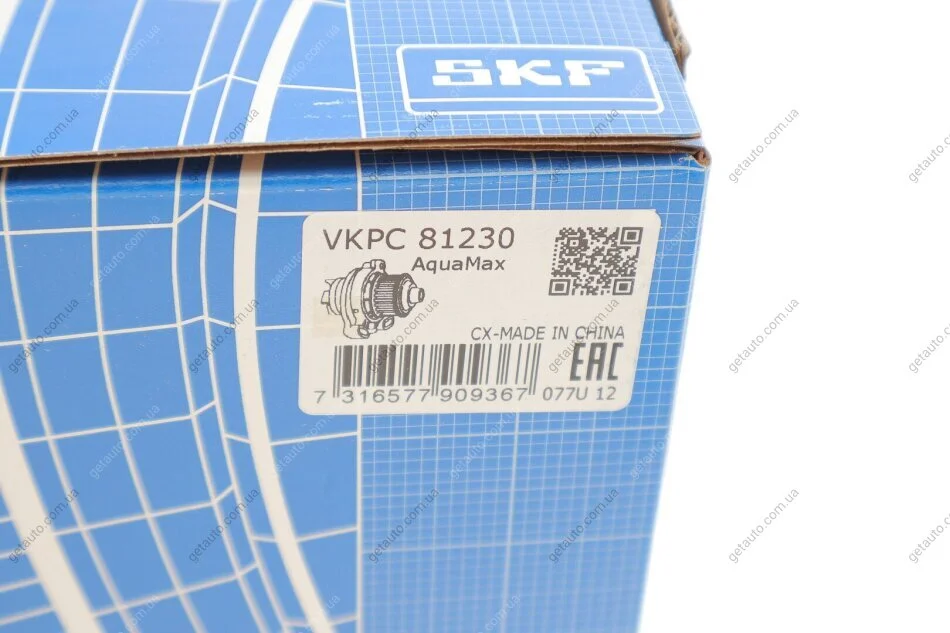 SKF
VKPC 81230
AquaMax
CX-MADE IN CHINA
EAC
7 316577 909367 077U 12
getauto.com.ua